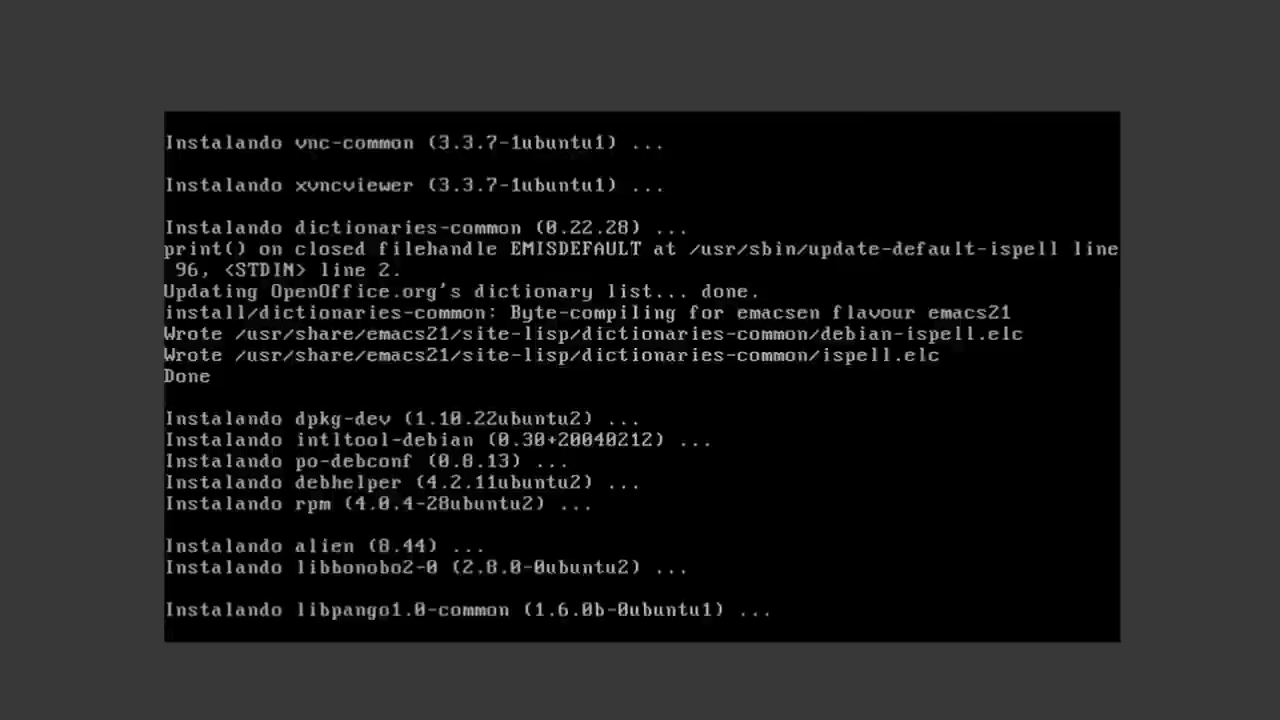 Instalando vnc-common (3.3.7-1ubuntu1) ...
Instalando xvncviewer (3.3.7-1ubuntu1) ...
Instalando dictionaries-common (0.22.28) ...
print() on closed filehandle EMISDEFAULT at /usr/sbin/update-default-ispell line
96, <STDIN> line 2.
Updating OpenOffice.org's dictionary list... done.
install/dictionaries-common: Byte-compiling for emacsen flavour emacs21
Wrote /usr/share/emacs21/site-lisp/dictionaries-common/debian-ispell.elc
Wrote /usr/share/emacs21/site-lisp/dictionaries-common/ispell.elc
Done
Instalando dpkg-dev (1.10.22ubuntu2) ...
Instalando intltool-debian (0.30+20040212) ...
Instalando po-debconf (0.8.13) ...
Instalando debhelper (4.2.11ubuntu2) ...
Instalando rpm (4.0.4-28ubuntu2) ...
Instalando alien (8.44) ...
Instalando libbonobo2-0 (2.8.0-0ubuntu2) ...
Instalando libpango1.0-common (1.6.0b-0ubuntu1) ...